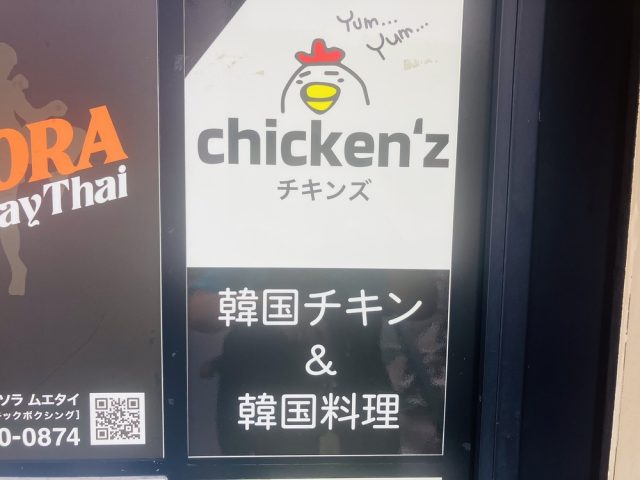 Yum...
Yum...
chicken'z
チキンズ
韓国チキン
&
韓国料理
ORA
ayThai
ソラ ムエタイ
ックボクシング]
0-0874